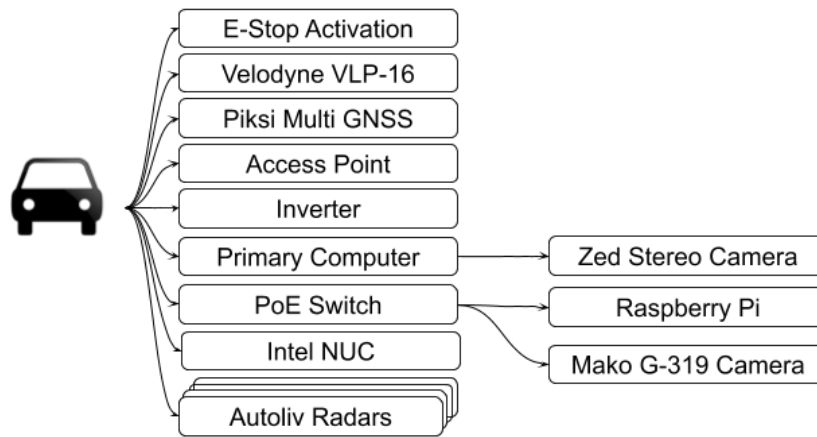 E-Stop Activation
Velodyne VLP-16
Piksi Multi GNSS
Access Point
Inverter
Primary Computer
Zed Stereo Camera
PoE Switch
Raspberry Pi
Intel NUC
Mako G-319 Camera
Autoliv Radars